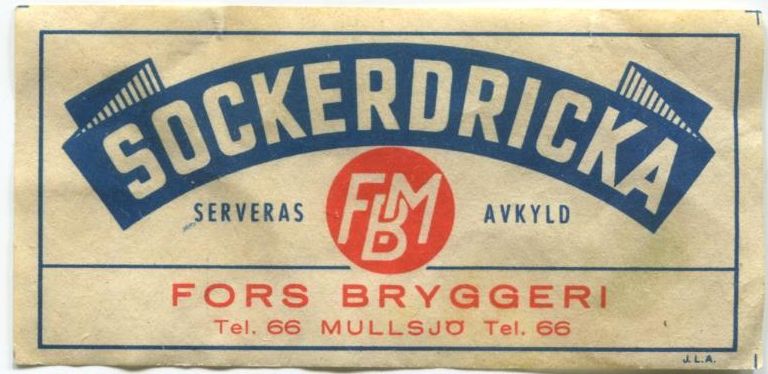 SOCKERDRICKA
SERVERAS FBM AVKYLD
FORS BRYGGERI
Tel. 66 MULLSJÖ Tel. 66
J.L.A.